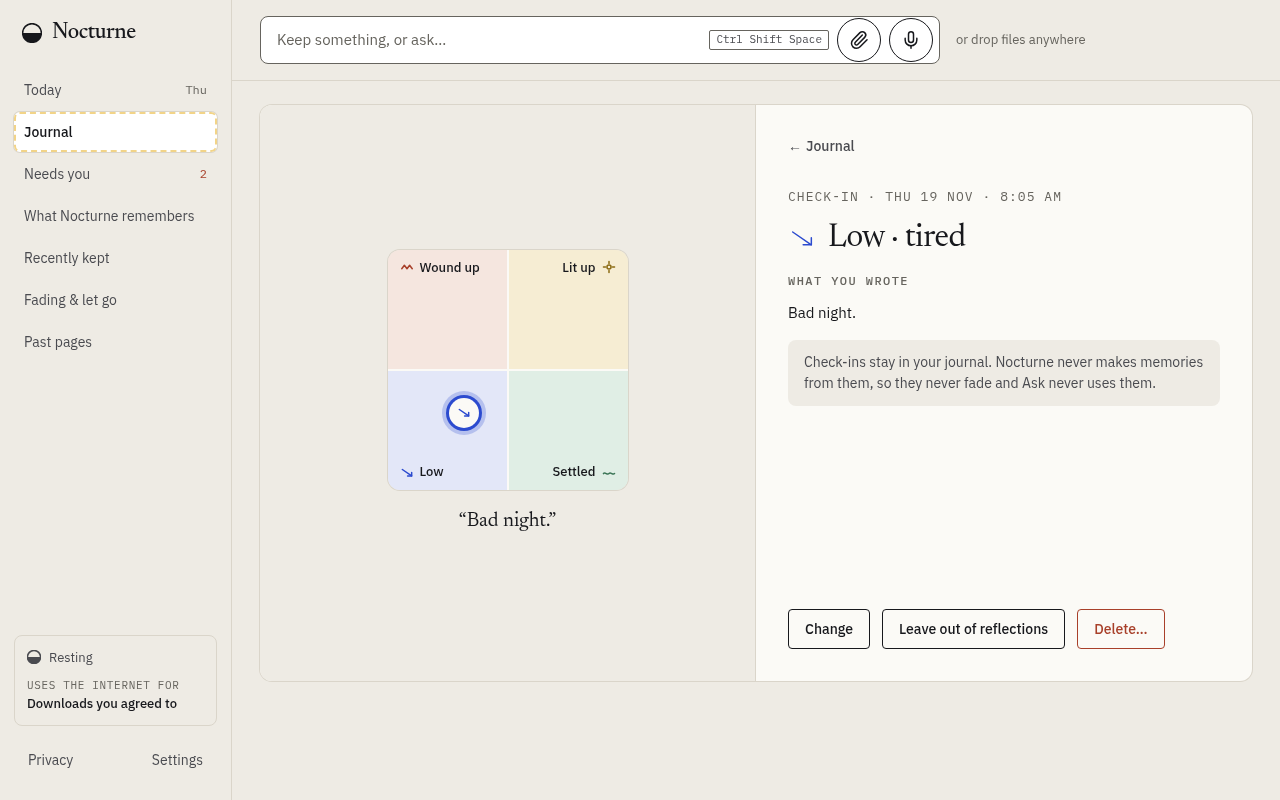 Nocturne
Today Thu
Journal
Needs you 2
What Nocturne remembers
Recently kept
Fading & let go
Past pages
Resting
USES THE INTERNET FOR
Downloads you agreed to
Privacy Settings
Keep something, or ask...
Ctrl Shift Space
or drop files anywhere
Wound up
Lit up
Low
Settled
“Bad night.”
← Journal
CHECK-IN · THU 19 NOV · 8:05 AM
Low · tired
WHAT YOU WROTE
Bad night.
Check-ins stay in your journal. Nocturne never makes memories
from them, so they never fade and Ask never uses them.
Change
Leave out of reflections
Delete...